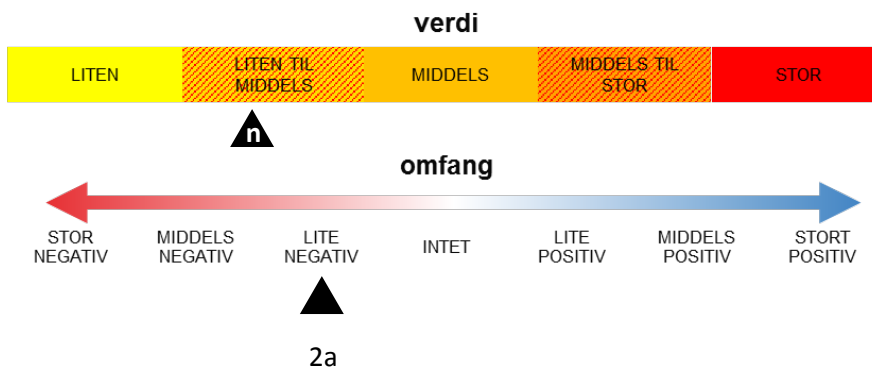 verdi
LITEN
LITEN TIL
MIDDELS
MIDDELS
MIDDELS TIL
STOR
STOR
n
omfang
STOR
NEGATIV
MIDDELS
NEGATIV
LITE
NEGATIV
INTET
LITE
POSITIV
MIDDELS
POSITIV
STORT
POSITIV
2a